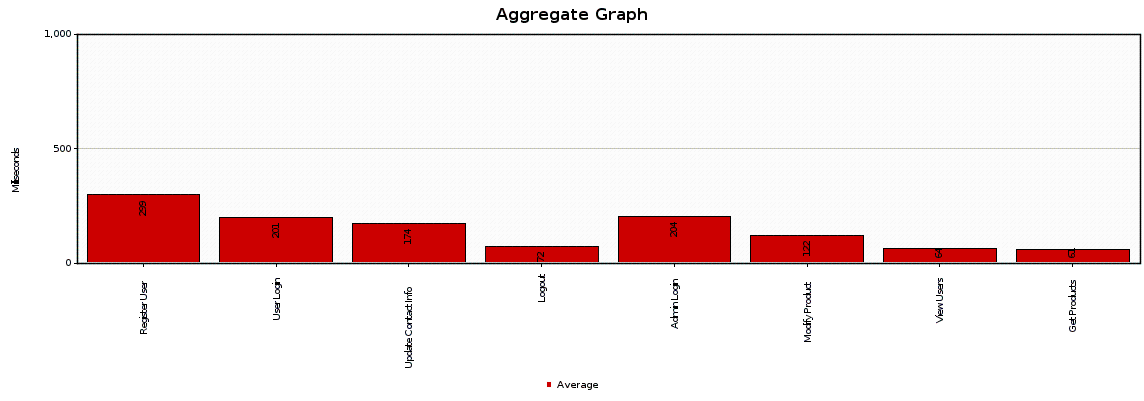 Aggregate Graph
1,000
500
0
Milliseconds
299
201
174
72
204
122
64
61
Register User
User Login
Update Contact Info
Logout
Admin Login
Modify Product
View Users
Get Products
Average